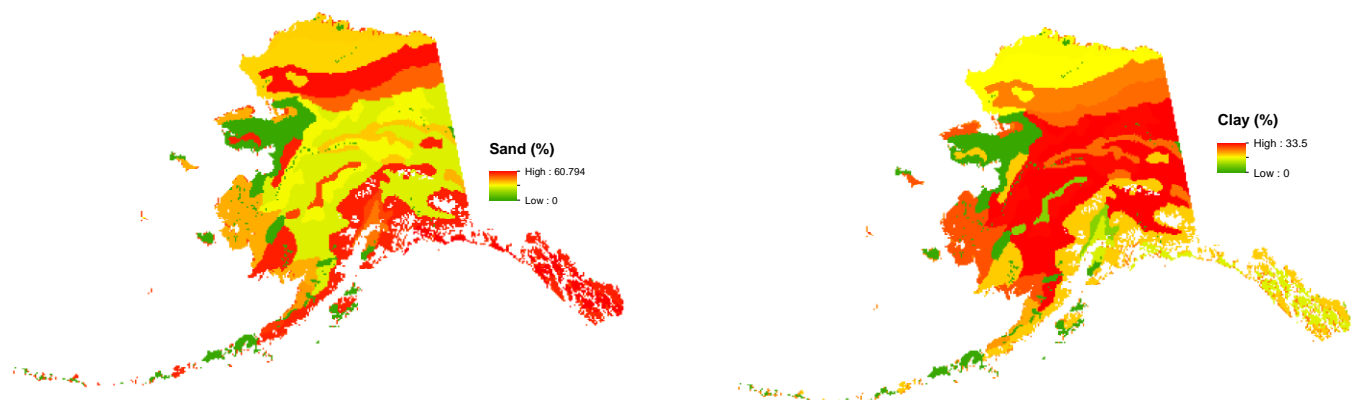 Sand (%)
High : 60.794
Low : 0
Clay (%)
High : 33.5
Low : 0